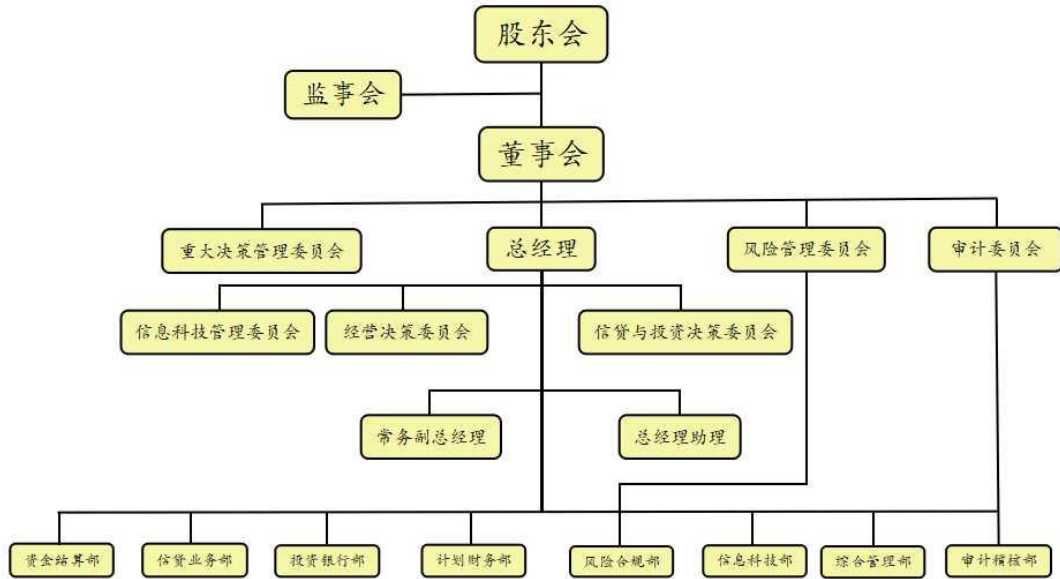 股东会
监事会
董事会
重大决策管理委员会
总经理
风险管理委员会
审计委员会
信息科技管理委员会
经营决策委员会
信贷与投资决策委员会
常务副总经理
总经理助理
资金结算部
信贷业务部
投资银行部
计划财务部
风险合规部
信息科技部
综合管理部
审计稽核部